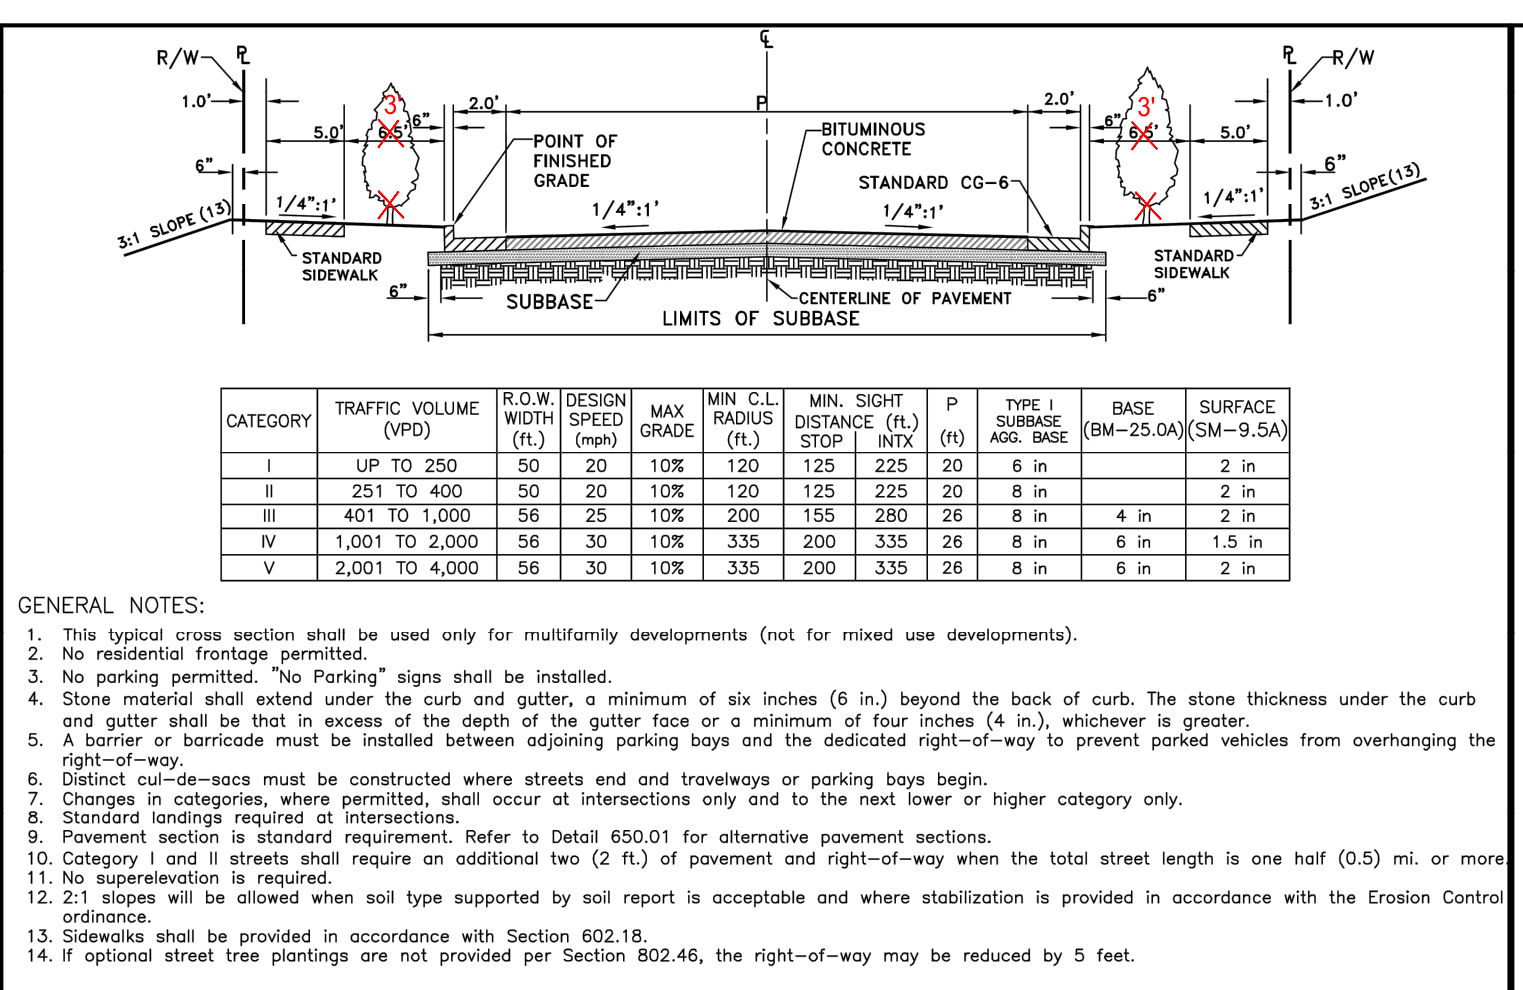 ℄
R/W
℄
℄
R/W
1.0'
3'
6"
2.0'
P
2.0'
3'
6"
1.0'
5.0'
6.5'
POINT OF
FINISHED
GRADE
BITUMINOUS
CONCRETE
6.5'
5.0'
6"
STANDARD CG-6
6"
3:1 SLOPE (13)
1/4":1'
1/4":1'
1/4":1'
1/4":1'
3:1 SLOPE(13)
STANDARD
SIDEWALK
STANDARD
SIDEWALK
6"
SUBBASE
CENTERLINE OF PAVEMENT
6"
LIMITS OF SUBBASE
CATEGORY TRAFFIC VOLUME (VPD) R.O.W. WIDTH (ft.) DESIGN SPEED (mph) MAX GRADE MIN C.L. RADIUS (ft.) MIN. SIGHT DISTANCE (ft.) STOP INTX P (ft) TYPE I SUBBASE AGG. BASE BASE (BM-25.0A) SURFACE (SM-9.5A)
I UP TO 250 50 20 10% 120 125 225 20 6 in 2 in
II 251 TO 400 50 20 10% 120 125 225 20 8 in 2 in
III 401 TO 1,000 56 25 10% 200 155 280 26 8 in 4 in 2 in
IV 1,001 TO 2,000 56 30 10% 335 200 335 26 8 in 6 in 1.5 in
V 2,001 TO 4,000 56 30 10% 335 200 335 26 8 in 6 in 2 in
GENERAL NOTES:
1. This typical cross section shall be used only for multifamily developments (not for mixed use developments).
2. No residential frontage permitted.
3. No parking permitted. "No Parking" signs shall be installed.
4. Stone material shall extend under the curb and gutter, a minimum of six inches (6 in.) beyond the back of curb. The stone thickness under the curb
and gutter shall be that in excess of the depth of the gutter face or a minimum of four inches (4 in.), whichever is greater.
5. A barrier or barricade must be installed between adjoining parking bays and the dedicated right-of-way to prevent parked vehicles from overhanging the
right-of-way.
6. Distinct cul-de-sacs must be constructed where streets end and travelways or parking bays begin.
7. Changes in categories, where permitted, shall occur at intersections only and to the next lower or higher category only.
8. Standard landings required at intersections.
9. Pavement section is standard requirement. Refer to Detail 650.01 for alternative pavement sections.
10. Category I and II streets shall require an additional two (2 ft.) of pavement and right-of-way when the total street length is one half (0.5) mi. or more.
11. No superelevation is required.
12. 2:1 slopes will be allowed when soil type supported by soil report is acceptable and where stabilization is provided in accordance with the Erosion Control
ordinance.
13. Sidewalks shall be provided in accordance with Section 602.18.
14. If optional street tree plantings are not provided per Section 802.46, the right-of-way may be reduced by 5 feet.